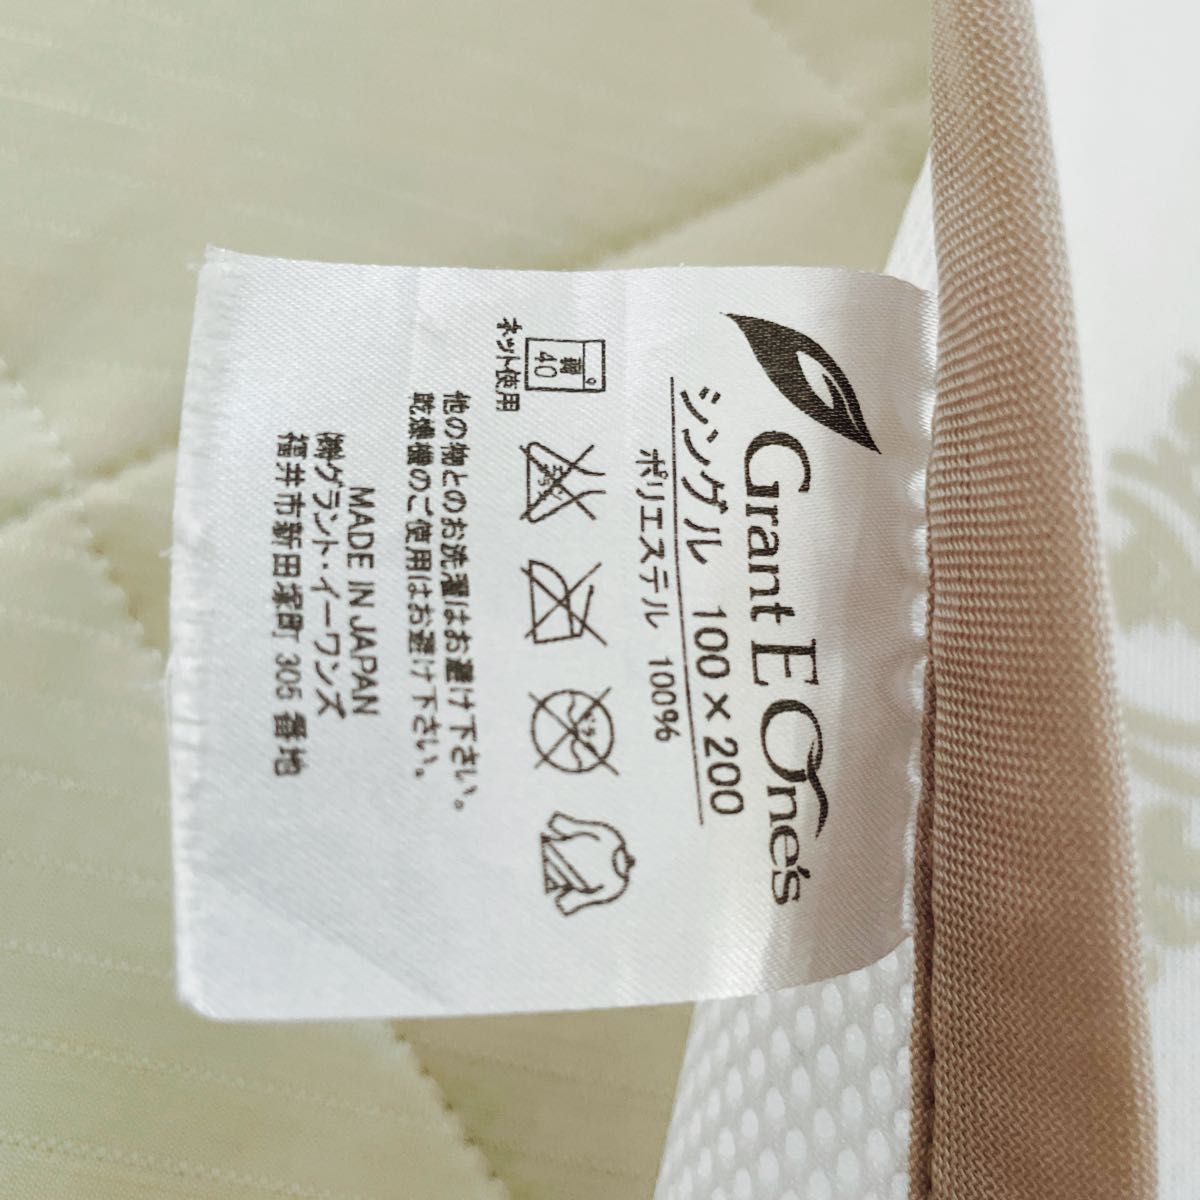 Grant E One's
シングル 100×200
ポリエステル 100%
40
ネット使用
他の物とのお洗濯はお避け下さい。
乾燥機のご使用はお避け下さい。
MADE IN JAPAN
㈱グラント・イーワンズ
福井市新田塚町 305 番地